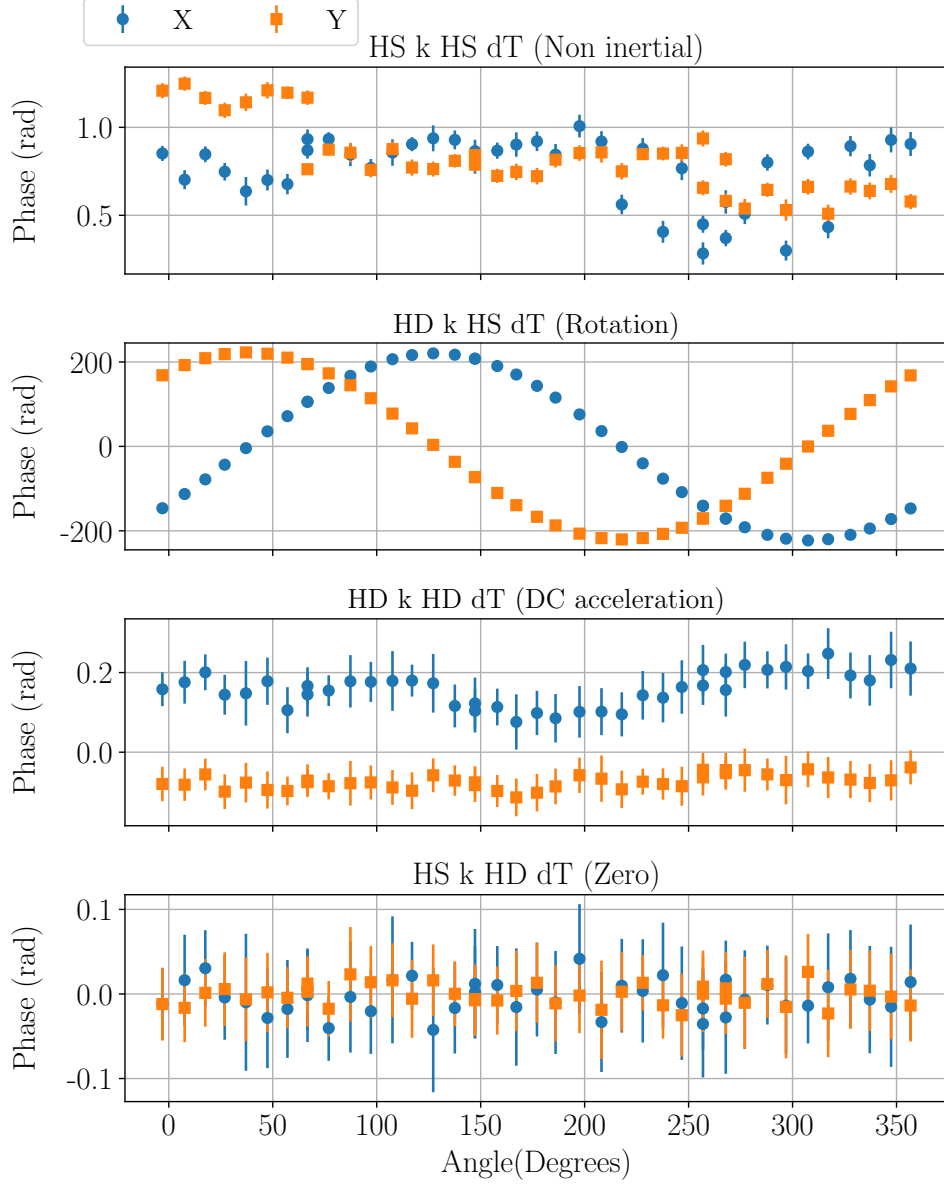 X Y
HS k HS dT (Non inertial)
Phase (rad)
1.0
0.5
HD k HS dT (Rotation)
Phase (rad)
200
0
-200
HD k HD dT (DC acceleration)
Phase (rad)
0.2
0.0
HS k HD dT (Zero)
Phase (rad)
0.1
0.0
-0.1
0 50 100 150 200 250 300 350
Angle(Degrees)